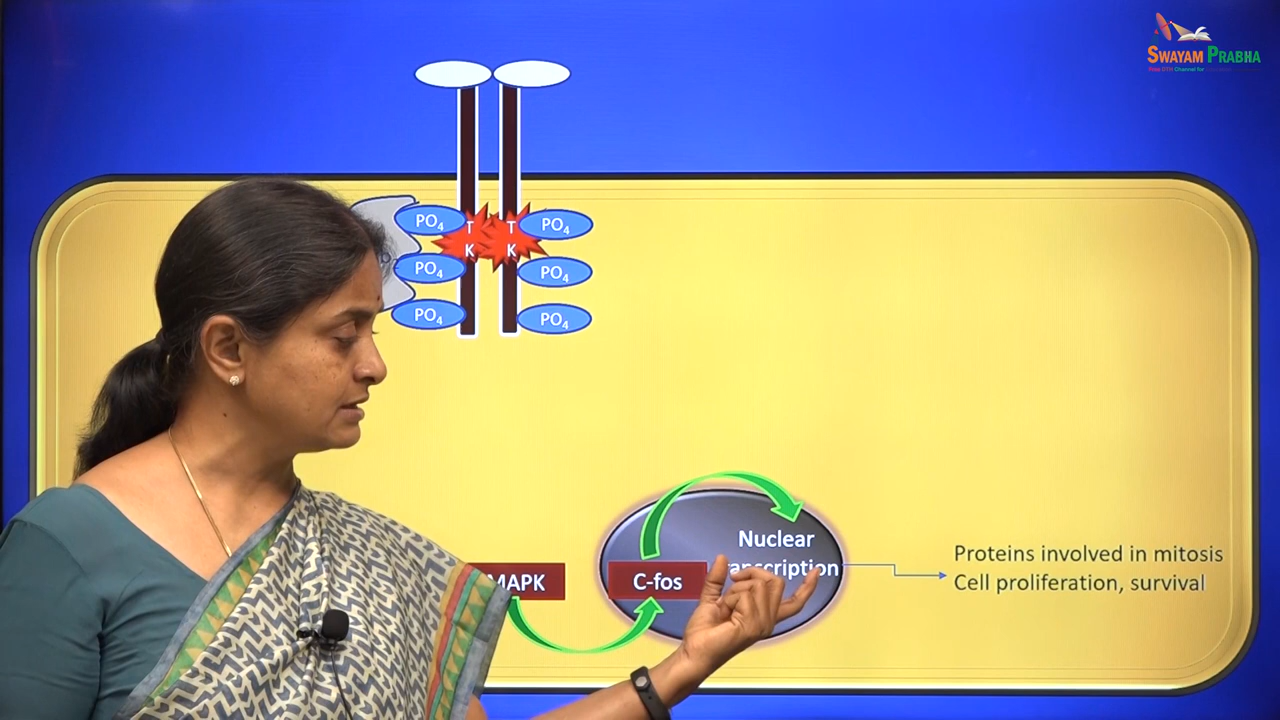 SWAYAM PRABHA
PO4 T T PO4
K K
PO4 PO4
PO4 PO4
Nuclear
MAPK C-fos
Proteins involved in mitosis
Cell proliferation, survival